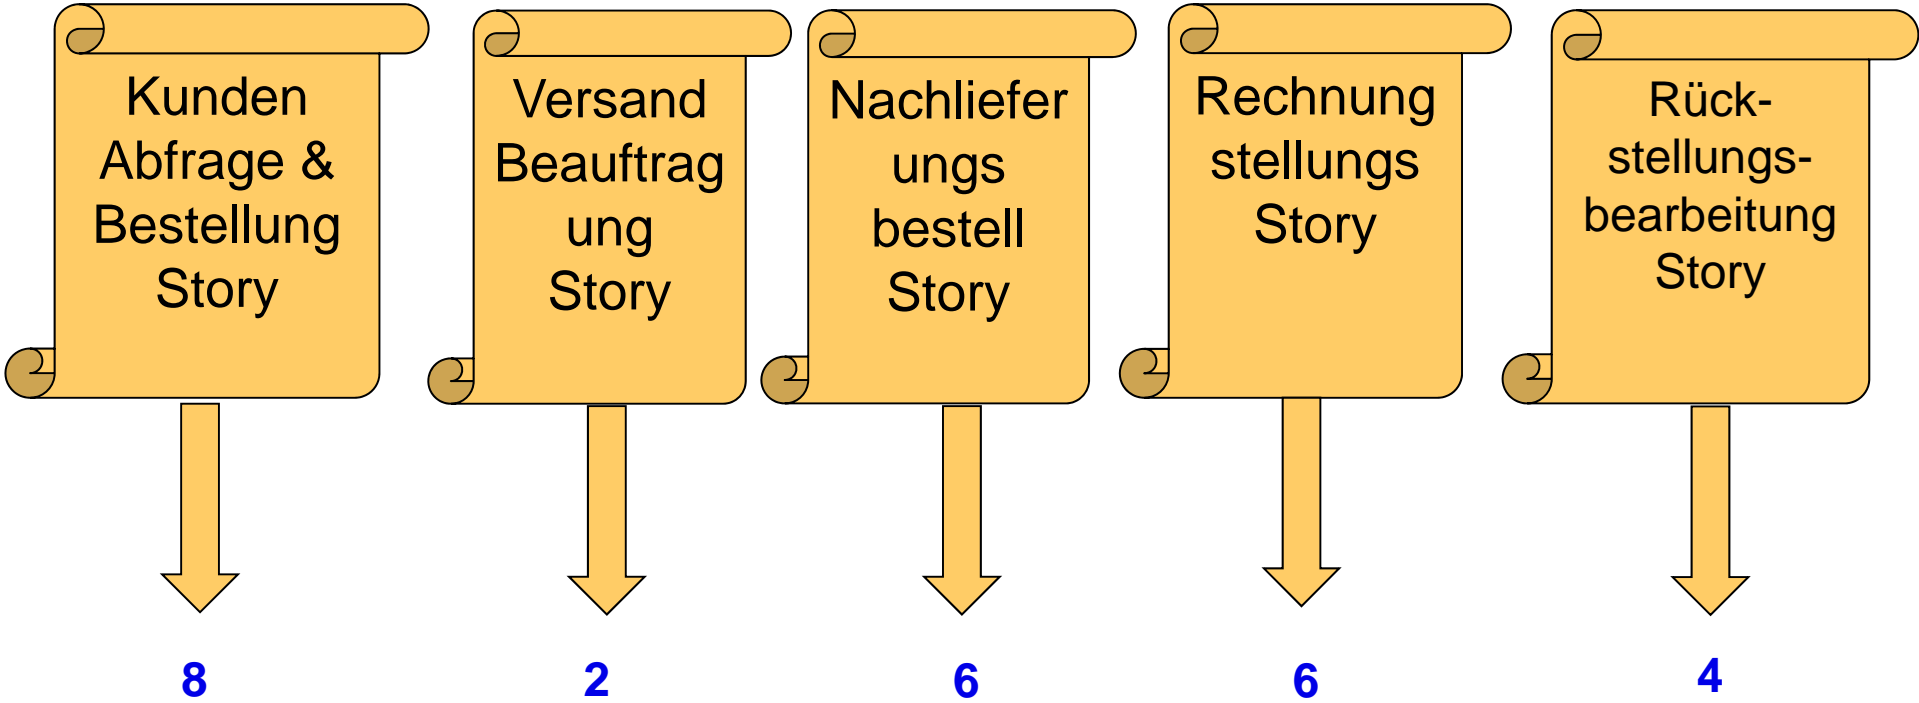 Kunden
Abfrage &
Bestellung
Story
Versand
Beauftrag
ung
Story
Nachliefer
ungs
bestell
Story
Rechnung
stellungs
Story
Rück-
stellungs-
bearbeitung
Story
8
2
6
6
4